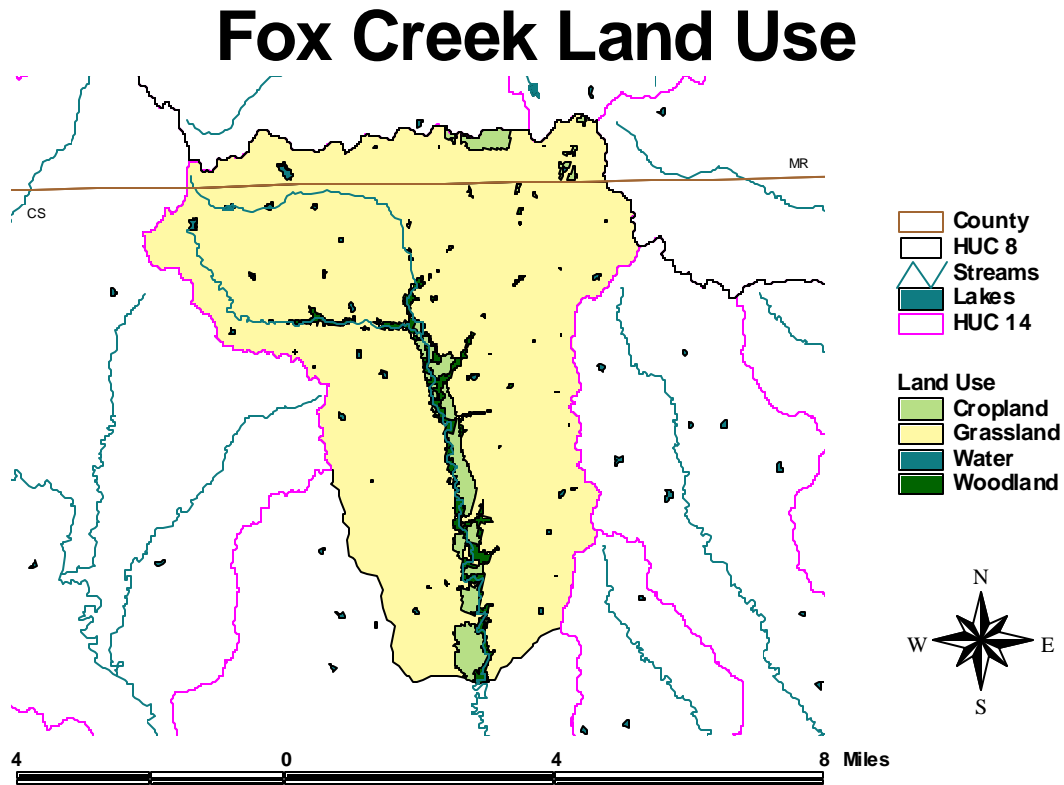 Fox Creek Land Use
MR
CS
County
HUC 8
Streams
Lakes
HUC 14
Land Use
Cropland
Grassland
Water
Woodland
N
W E
S
4 0 4 8 Miles